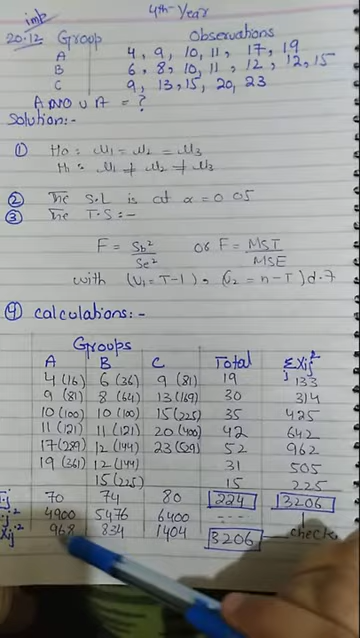 imp
4th-Year
20.12 Group Observations
A 4, 9, 10, 11, 17, 19
B 6, 8, 10, 11, 12, 12, 15
C 9, 13, 15, 20, 23
ANOVA = ?
Solution:-
① H₀: μ₁ = μ₂ = μ₃
H₁: μ₁ ≠ μ₂ ≠ μ₃
② The S.L is at α = 0.05
③ The T.S:-
F = Sb²/Se² or F = MST/MSE
with (V₁ = T-1), (V₂ = n-T) d.f
④ Calculations:-
Groups
A B C Total ΣXij²
j
4 (16) 6 (36) 9 (81) 19 133
9 (81) 8 (64) 13 (169) 30 314
10 (100) 10 (100) 15 (225) 35 425
11 (121) 11 (121) 20 (400) 42 642
17 (289) 12 (144) 23 (529) 52 962
19 (361) 12 (144) 31 505
15 (225) 15 225
70 74 80 224 3206
4900 5476 6400 ---- check
968 834 1404 3206